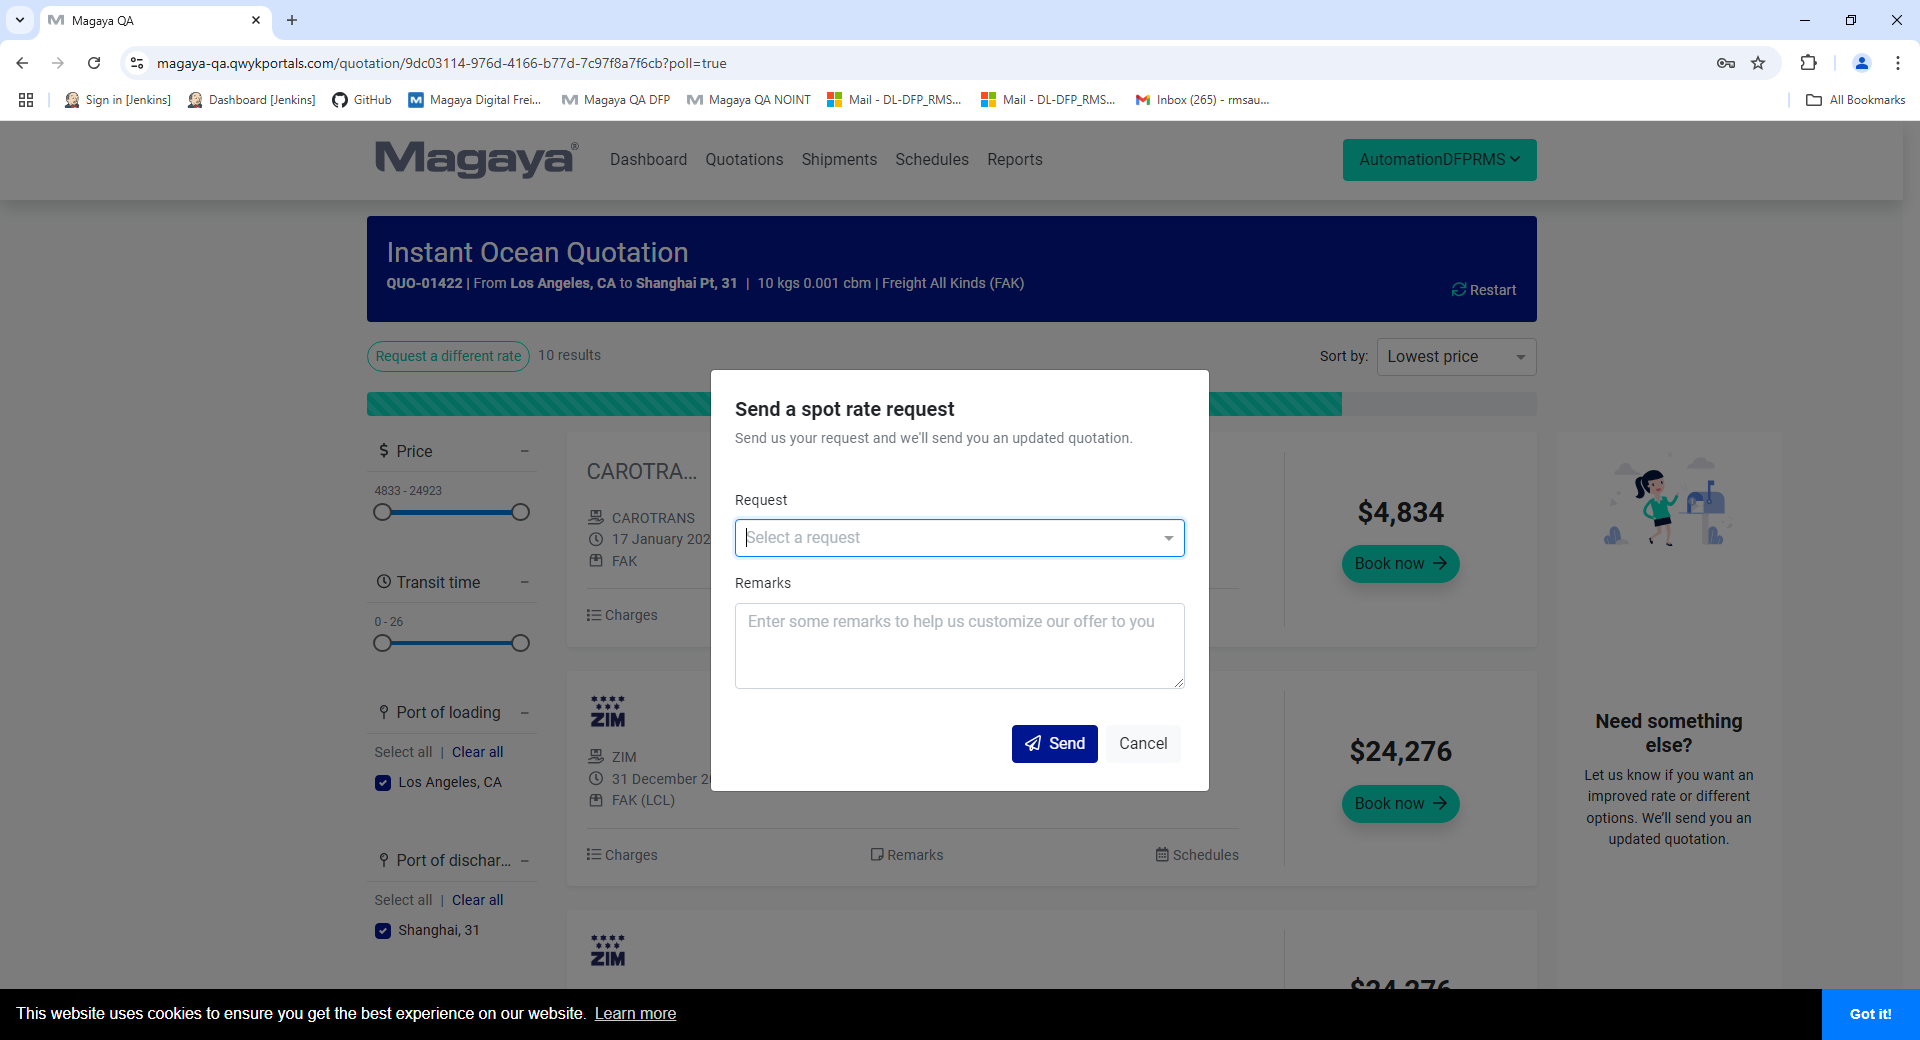 Magaya QA
magaya-qa.qwykportals.com/quotation/9dc03114-976d-4166-b77d-7c97f8a7f6cb?poll=true
Sign in [Jenkins]
Dashboard [Jenkins]
GitHub
Magaya Digital Frei...
Magaya QA DFP
Magaya QA NOINT
Mail - DL-DFP_RMS...
Mail - DL-DFP_RMS...
Inbox (265) - rmsau...
All Bookmarks
Magaya®
Dashboard
Quotations
Shipments
Schedules
Reports
AutomationDFPRMS
Instant Ocean Quotation
QUO-01422 | From Los Angeles, CA to Shanghai Pt, 31 | 10 kgs 0.001 cbm | Freight All Kinds (FAK)
Restart
Request a different rate
10 results
Sort by:
Lowest price
Price
4833 - 24923
Transit time
0 - 26
Port of loading
Select all | Clear all
Los Angeles, CA
Port of dischar...
Select all | Clear all
Shanghai, 31
CAROTRA...
CAROTRANS
17 January 202
FAK
Charges
$4,834
Book now
Send a spot rate request
Send us your request and we'll send you an updated quotation.
Request
Select a request
Remarks
Enter some remarks to help us customize our offer to you
Send
Cancel
ZIM
ZIM
31 December 2
FAK (LCL)
Charges
Remarks
Schedules
$24,276
Book now
ZIM
$24,276
Need something
else?
Let us know if you want an
improved rate or different
options. We'll send you an
updated quotation.
This website uses cookies to ensure you get the best experience on our website. Learn more
Got it!